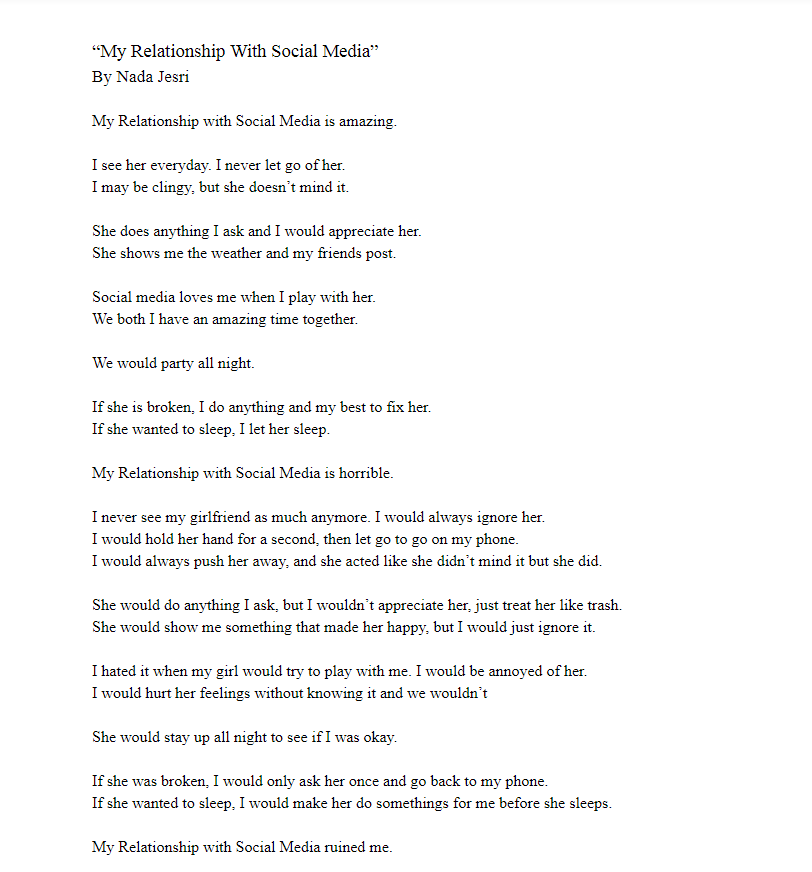 “My Relationship With Social Media”
By Nada Jesri
My Relationship with Social Media is amazing.
I see her everyday. I never let go of her.
I may be clingy, but she doesn’t mind it.
She does anything I ask and I would appreciate her.
She shows me the weather and my friends post.
Social media loves me when I play with her.
We both I have an amazing time together.
We would party all night.
If she is broken, I do anything and my best to fix her.
If she wanted to sleep, I let her sleep.
My Relationship with Social Media is horrible.
I never see my girlfriend as much anymore. I would always ignore her.
I would hold her hand for a second, then let go to go on my phone.
I would always push her away, and she acted like she didn’t mind it but she did.
She would do anything I ask, but I wouldn’t appreciate her, just treat her like trash.
She would show me something that made her happy, but I would just ignore it.
I hated it when my girl would try to play with me. I would be annoyed of her.
I would hurt her feelings without knowing it and we wouldn’t
She would stay up all night to see if I was okay.
If she was broken, I would only ask her once and go back to my phone.
If she wanted to sleep, I would make her do somethings for me before she sleeps.
My Relationship with Social Media ruined me.